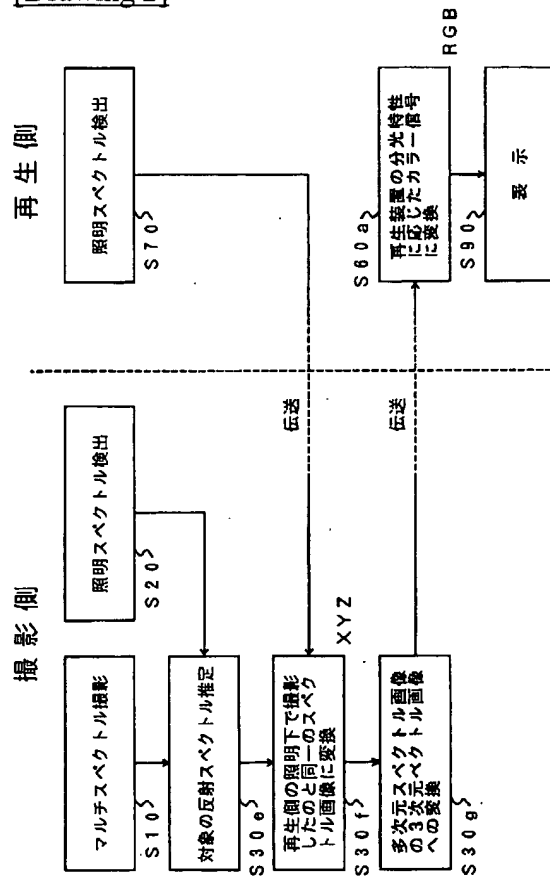 撮影側
再生側
マルチスペクトル撮影
S10
照明スペクトル検出
S20
対象の反射スペクトル推定
S30e
再生側の照明下で撮影
したのと同一のスペク
トル画像に変換
S30f
XYZ
多次元スペクトル画像
の3次元ベクトル画像
への変換
S30g
照明スペクトル検出
S70
伝送
伝送
再生装置の分光特性
に応じたカラー信号
に変換
S60a
RGB
S90
表示